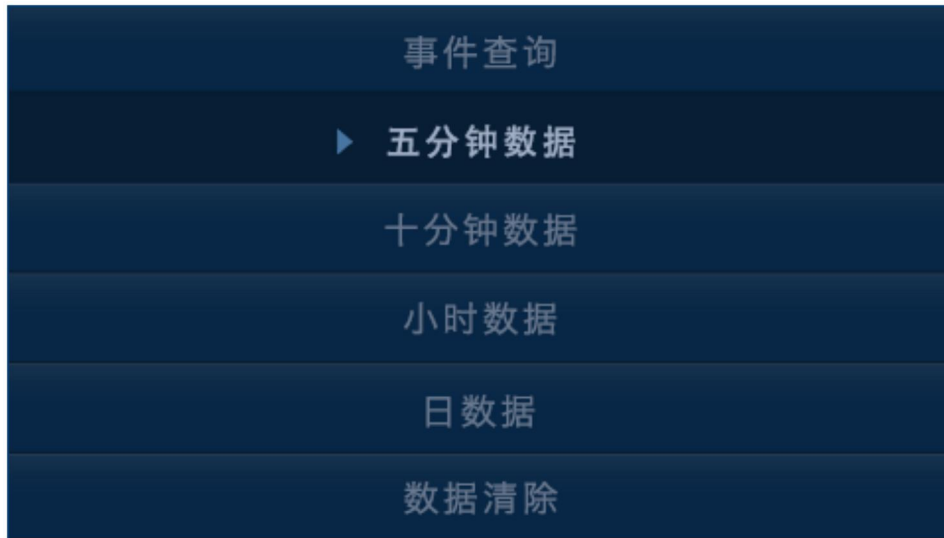 事件查询
五分钟数据
十分钟数据
小时数据
日数据
数据清除